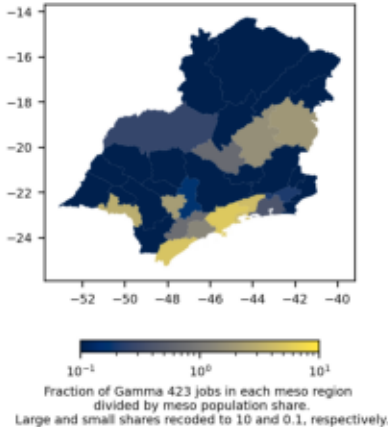 −14
−16
−18
−20
−22
−24
−52 −50 −48 −46 −44 −42 −40
10⁻¹ 10⁰ 10¹
Fraction of Gamma 423 jobs in each meso region
divided by meso population share.
Large and small shares recoded to 10 and 0.1, respectively.